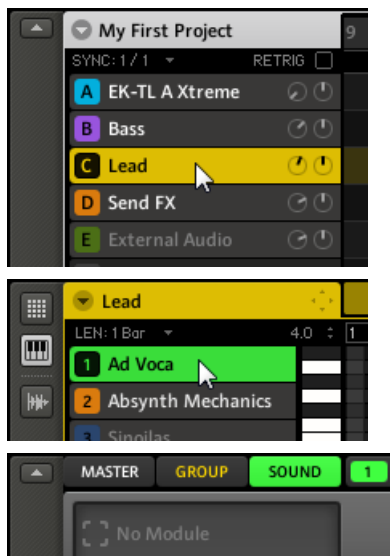 My First Project 9
SYNC: 1 / 1 RETRIG
A EK-TL A Xtreme
B Bass
C Lead
D Send FX
E External Audio
Lead
LEN: 1 Bar 4.0 1
1 Ad Voca
2 Absynth Mechanics
3 Sinoilas
MASTER GROUP SOUND 1
No Module